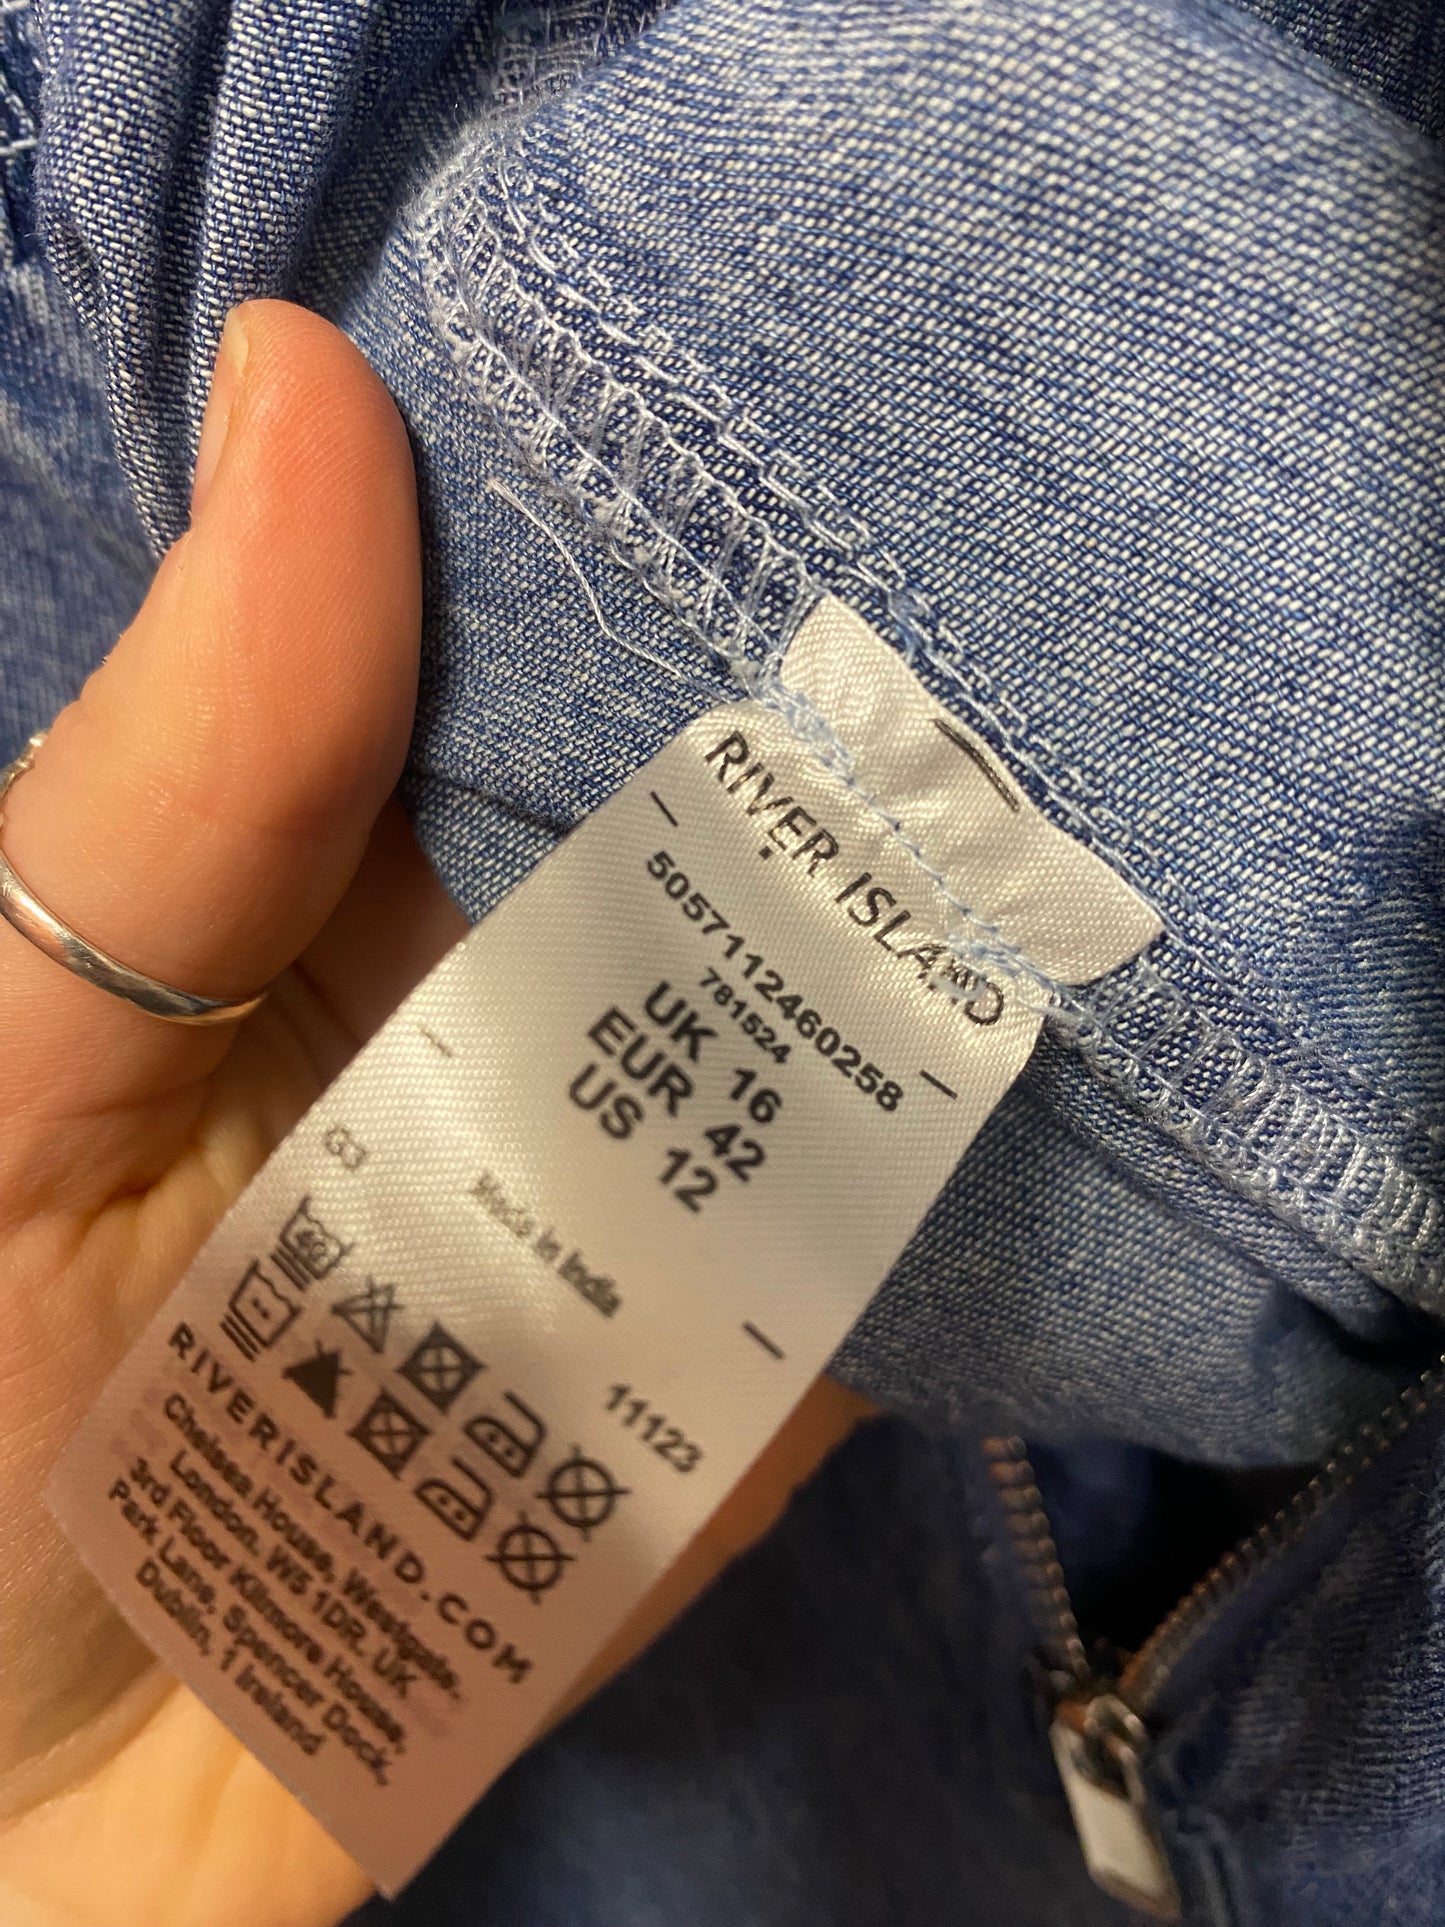 RIVER ISLAND
5057112460258
781524
UK 16
EUR 42
US 12
Made in India
G3
11123
RIVERISLAND.COM
Chelsea House, Westgate,
London. W5 1DR. UK
3rd Floor Kilmore House,
Park Lane, Spencer Dock,
Dublin, 1 Ireland